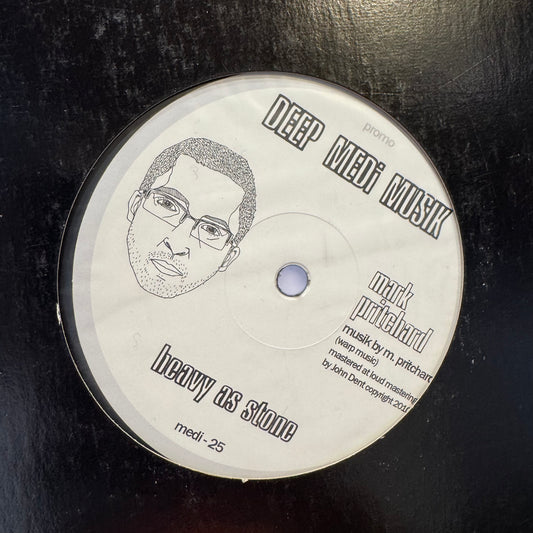 promo
DEEP MEDi MUSIK
mark
pritchard
musik by m. pritchard
(warp music)
mastered at loud mastering
by John Dent copyright 2010
heavy as stone
medi - 25